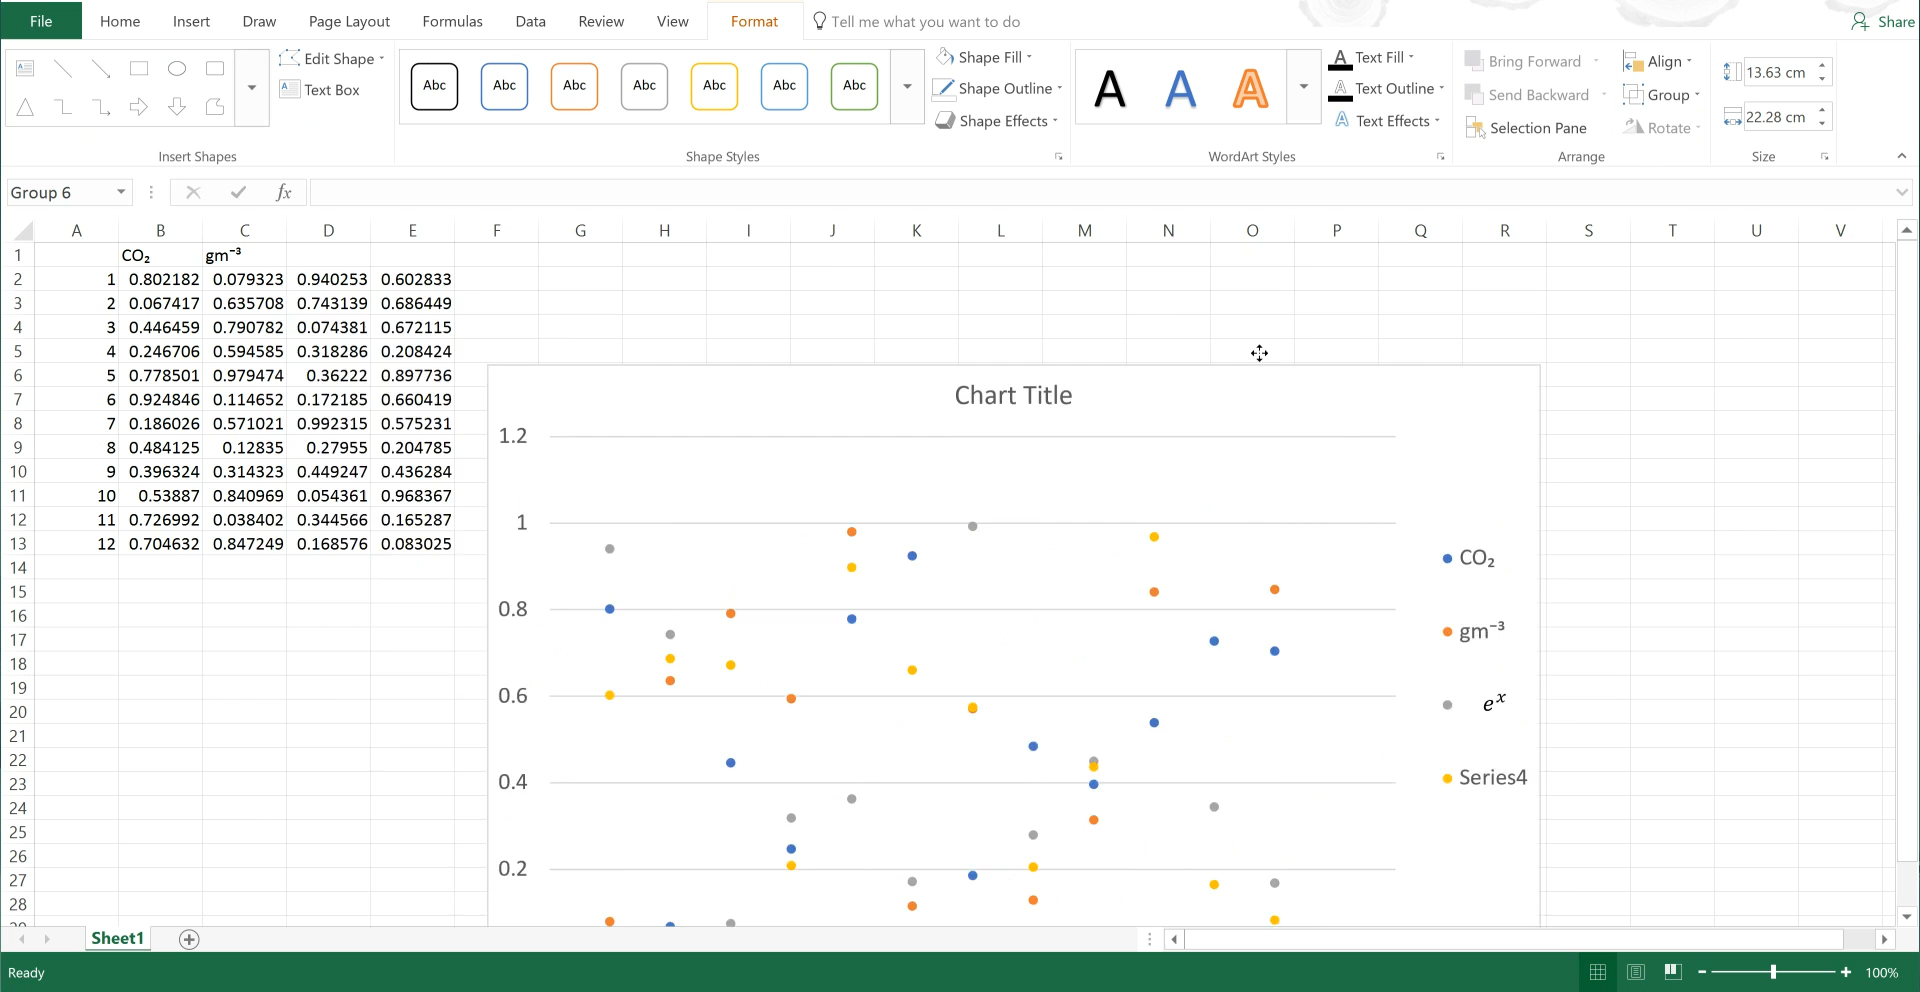 File Home Insert Draw Page Layout Formulas Data Review View Format Tell me what you want to do Share
Edit Shape
Text Box
Insert Shapes
Abc Abc Abc Abc Abc Abc Abc
Shape Fill
Shape Outline
Shape Effects
Shape Styles
A A A
Text Fill
Text Outline
Text Effects
WordArt Styles
Bring Forward
Send Backward
Selection Pane
Align
Group
Rotate
Arrange
13.63 cm
22.28 cm
Size
Group 6 fx
A B C D E F G H I J K L M N O P Q R S T U V
1 CO₂ gm⁻³
2 1 0.802182 0.079323 0.940253 0.602833
3 2 0.067417 0.635708 0.743139 0.686449
4 3 0.446459 0.790782 0.074381 0.672115
5 4 0.246706 0.594585 0.318286 0.208424
6 5 0.778501 0.979474 0.36222 0.897736
7 6 0.924846 0.114652 0.172185 0.660419
8 7 0.186026 0.571021 0.992315 0.575231
9 8 0.484125 0.12835 0.27955 0.204785
10 9 0.396324 0.314323 0.449247 0.436284
11 10 0.53887 0.840969 0.054361 0.968367
12 11 0.726992 0.038402 0.344566 0.165287
13 12 0.704632 0.847249 0.168576 0.083025
14
15
16
17
18
19
20
21
22
23
24
25
26
27
28
Chart Title
1.2
1
0.8
0.6
0.4
0.2
CO₂
gm⁻³
eˣ
Series4
Sheet1
Ready 100%